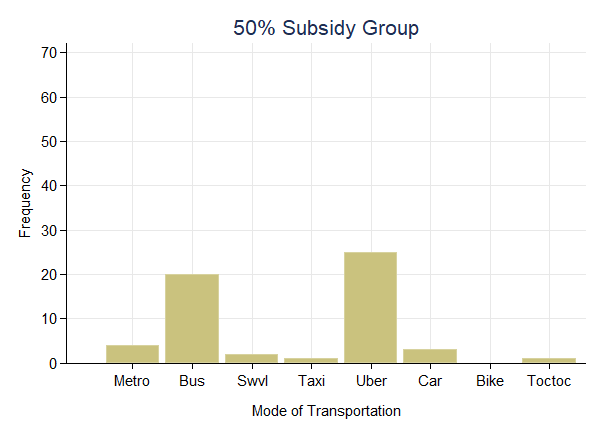 50% Subsidy Group
70
60
50
40
30
20
10
0
Frequency
Metro Bus Swvl Taxi Uber Car Bike Toctoc
Mode of Transportation